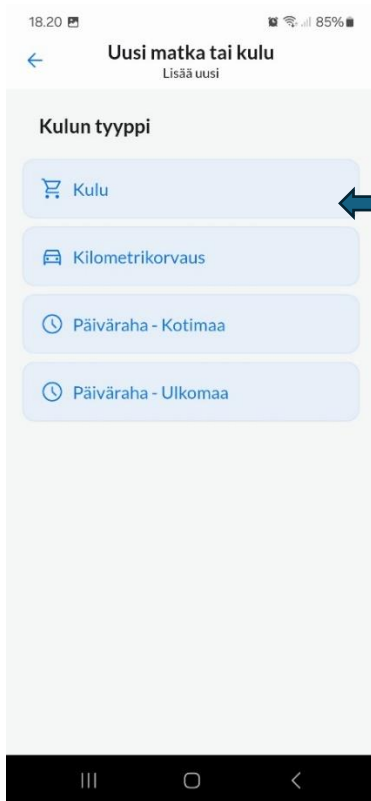 18.20 85%
Uusi matka tai kulu
Lisää uusi
Kulun tyyppi
Kulu
Kilometrikorvaus
Päiväraha - Kotimaa
Päiväraha - Ulkomaa